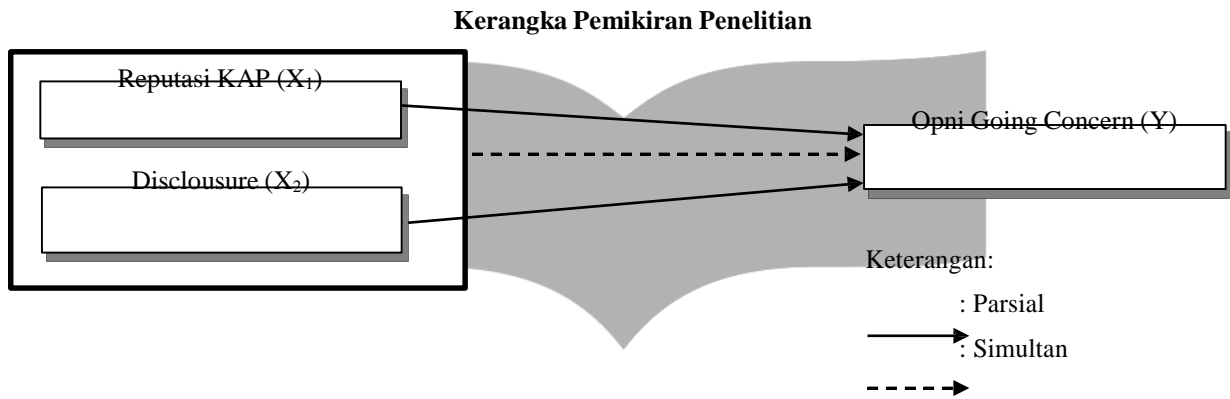 Kerangka Pemikiran Penelitian
Reputasi KAP (X₁)
Opni Going Concern (Y)
Disclousure (X₂)
Keterangan:
: Parsial
: Simultan